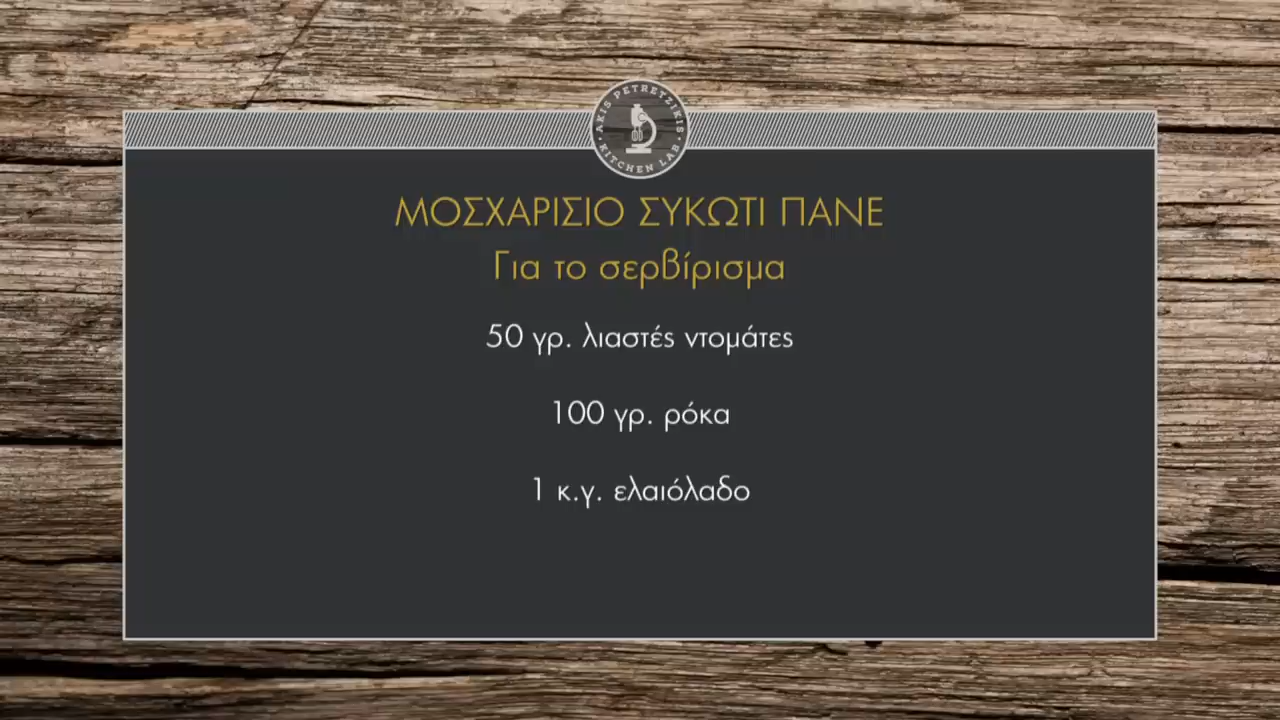 AKIS PETRETZIKIS
KITCHEN LAB
ΜΟΣΧΑΡΙΣΙΟ ΣΥΚΩΤΙ ΠΑΝΕ
Για το σερβίρισμα
50 γρ. λιαστές ντομάτες
100 γρ. ρόκα
1 κ.γ. ελαιόλαδο